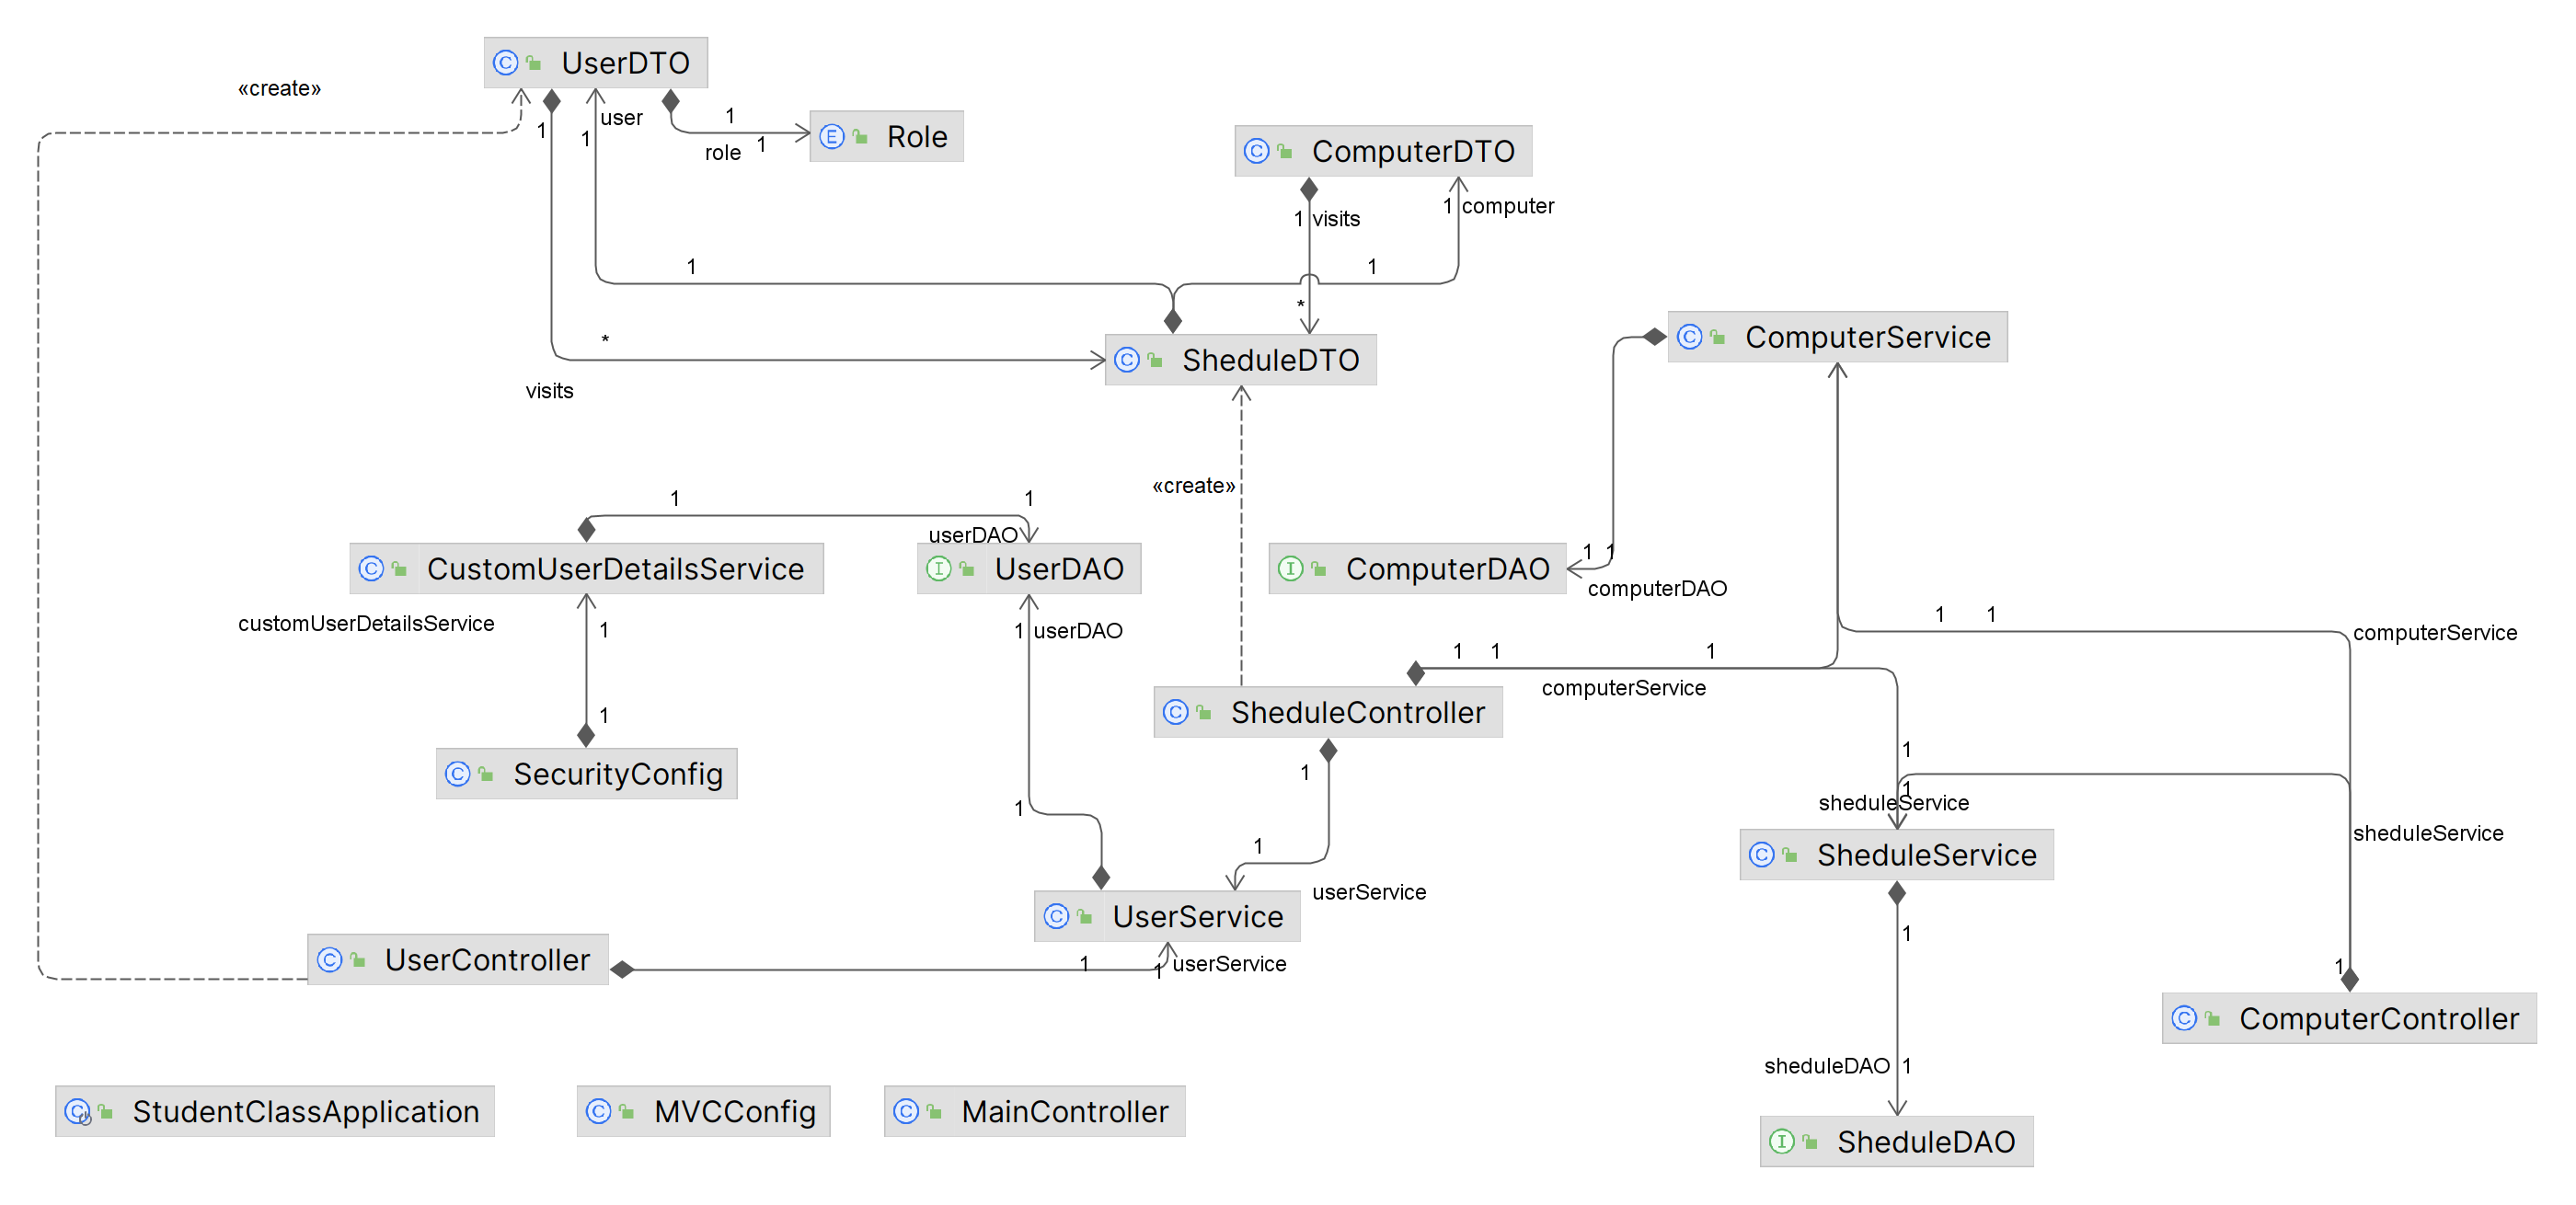 UserDTO
«create»
1
1
user
1
role
1
Role
ComputerDTO
1
visits
1
computer
1
1
*
*
visits
SheduleDTO
ComputerService
«create»
1
1
userDAO
CustomUserDetailsService
UserDAO
ComputerDAO
1
1
computerDAO
customUserDetailsService
1
1
userDAO
1
1
1
1
1
computerService
computerService
1
SheduleController
SecurityConfig
1
1
1
1
sheduleService
sheduleService
1
SheduleService
userService
UserService
UserController
1
1
userService
1
1
ComputerController
sheduleDAO
1
StudentClassApplication
MVCConfig
MainController
SheduleDAO